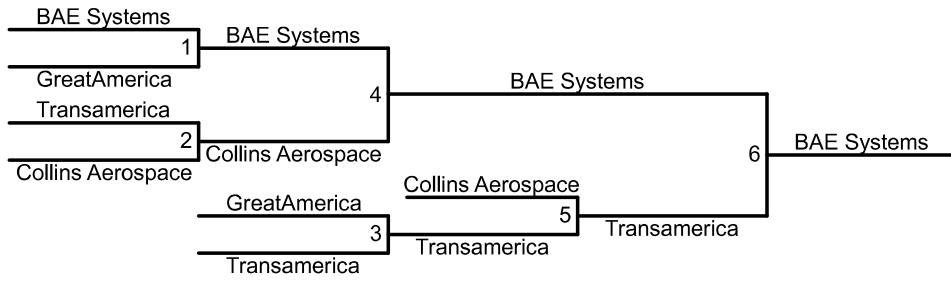 BAE Systems
1
BAE Systems
GreatAmerica
4
BAE Systems
Transamerica
2
Collins Aerospace
Collins Aerospace
6
BAE Systems
GreatAmerica
3
Transamerica
Collins Aerospace
5
Transamerica
Transamerica